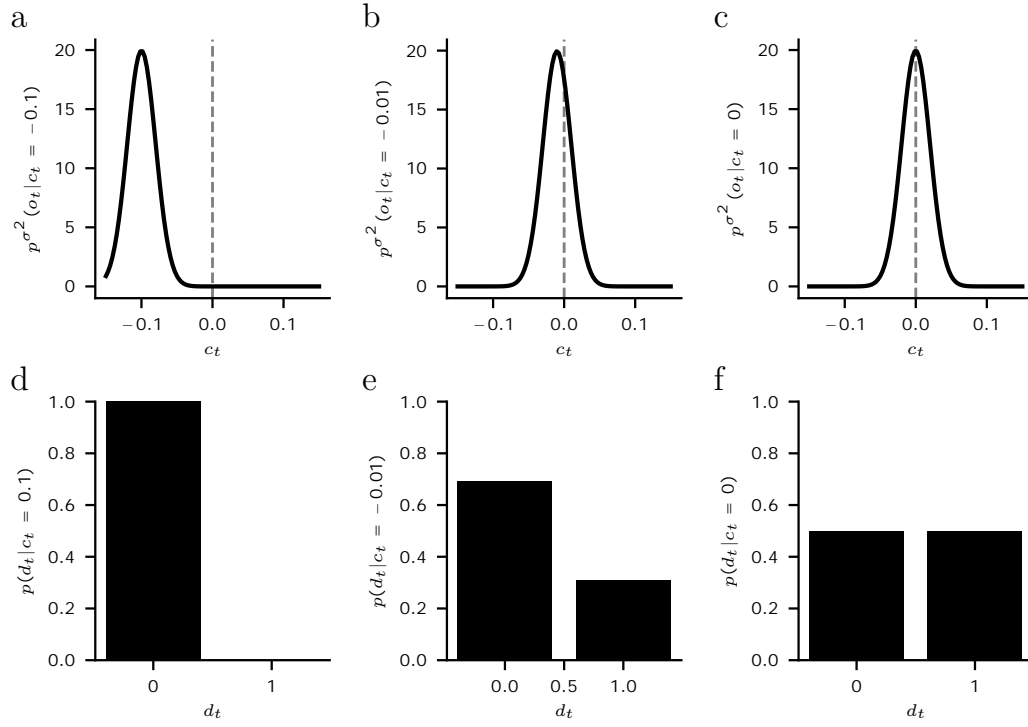 a
b
c
20
15
10
5
0
−0.1
0.0
0.1
c_t
p^{σ^2}(o_t|c_t = −0.1)
20
15
10
5
0
−0.1
0.0
0.1
c_t
p^{σ^2}(o_t|c_t = −0.01)
20
15
10
5
0
−0.1
0.0
0.1
c_t
p^{σ^2}(o_t|c_t = 0)
d
e
f
1.0
0.8
0.6
0.4
0.2
0.0
0
1
d_t
p(d_t|c_t = 0.1)
1.0
0.8
0.6
0.4
0.2
0.0
0.0
0.5
1.0
d_t
p(d_t|c_t = −0.01)
1.0
0.8
0.6
0.4
0.2
0.0
0
1
d_t
p(d_t|c_t = 0)